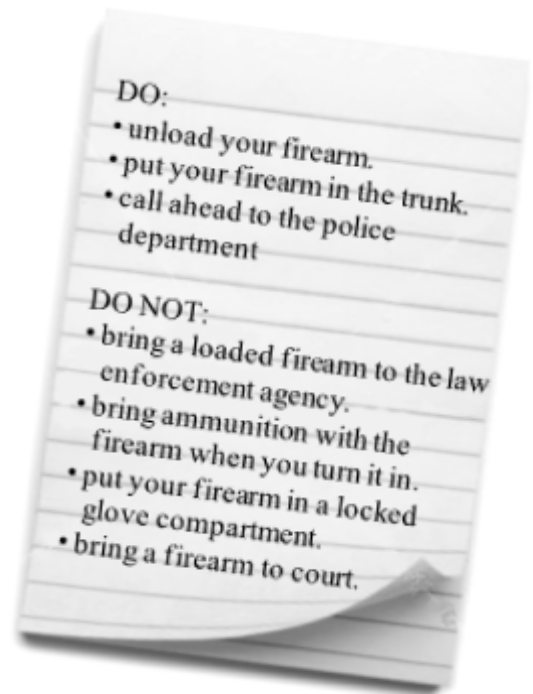 DO:
• unload your firearm.
• put your firearm in the trunk.
• call ahead to the police
department
DO NOT:
• bring a loaded firearm to the law
enforcement agency.
• bring ammunition with the
firearm when you turn it in.
• put your firearm in a locked
glove compartment.
• bring a firearm to court.